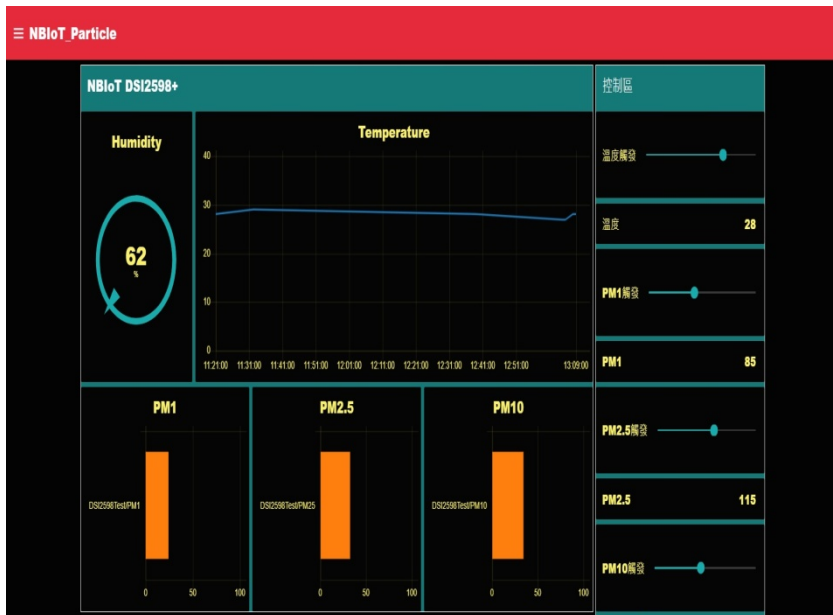 ☰ NBIoT_Particle
NBIoT DSI2598+
Humidity
62
%
Temperature
40
30
20
10
0
11:21:00 11:31:00 11:41:00 11:51:00 12:01:00 12:11:00 12:21:00 12:31:00 12:41:00 12:51:00 13:09:00
PM1
DSI2598Test/PM1
0 50 100
PM2.5
DSI2598Test/PM25
0 50 100
PM10
DSI2598Test/PM10
0 50 100
控制區
溫度觸發
溫度 28
PM1觸發
PM1 85
PM2.5觸發
PM2.5 115
PM10觸發